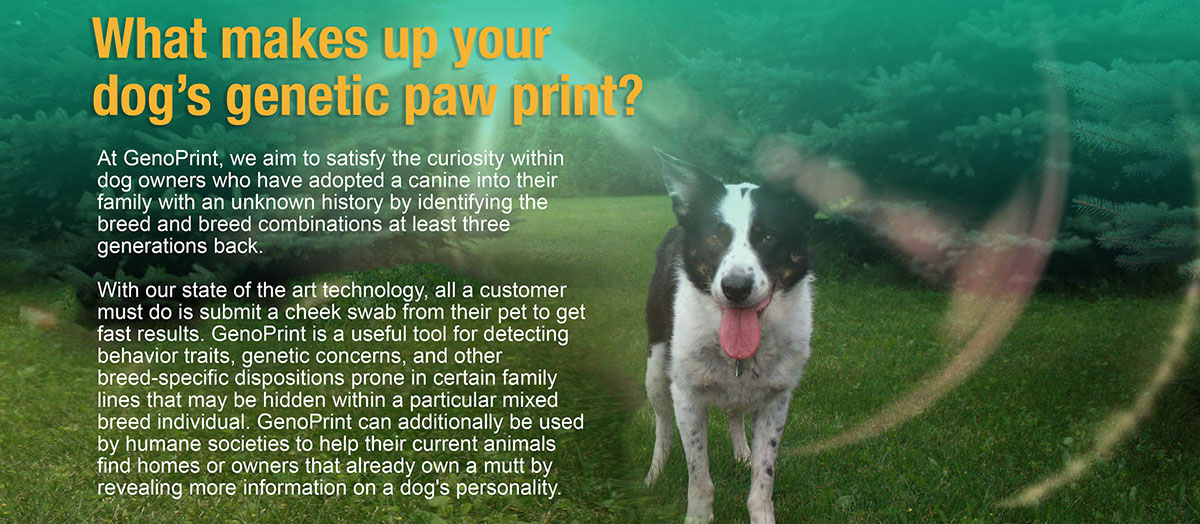 What makes up your
dog's genetic paw print?
At GenoPrint, we aim to satisfy the curiosity within
dog owners who have adopted a canine into their
family with an unknown history by identifying the
breed and breed combinations at least three
generations back.
With our state of the art technology, all a customer
must do is submit a cheek swab from their pet to get
fast results. GenoPrint is a useful tool for detecting
behavior traits, genetic concerns, and other
breed-specific dispositions prone in certain family
lines that may be hidden within a particular mixed
breed individual. GenoPrint can additionally be used
by humane societies to help their current animals
find homes or owners that already own a mutt by
revealing more information on a dog's personality.